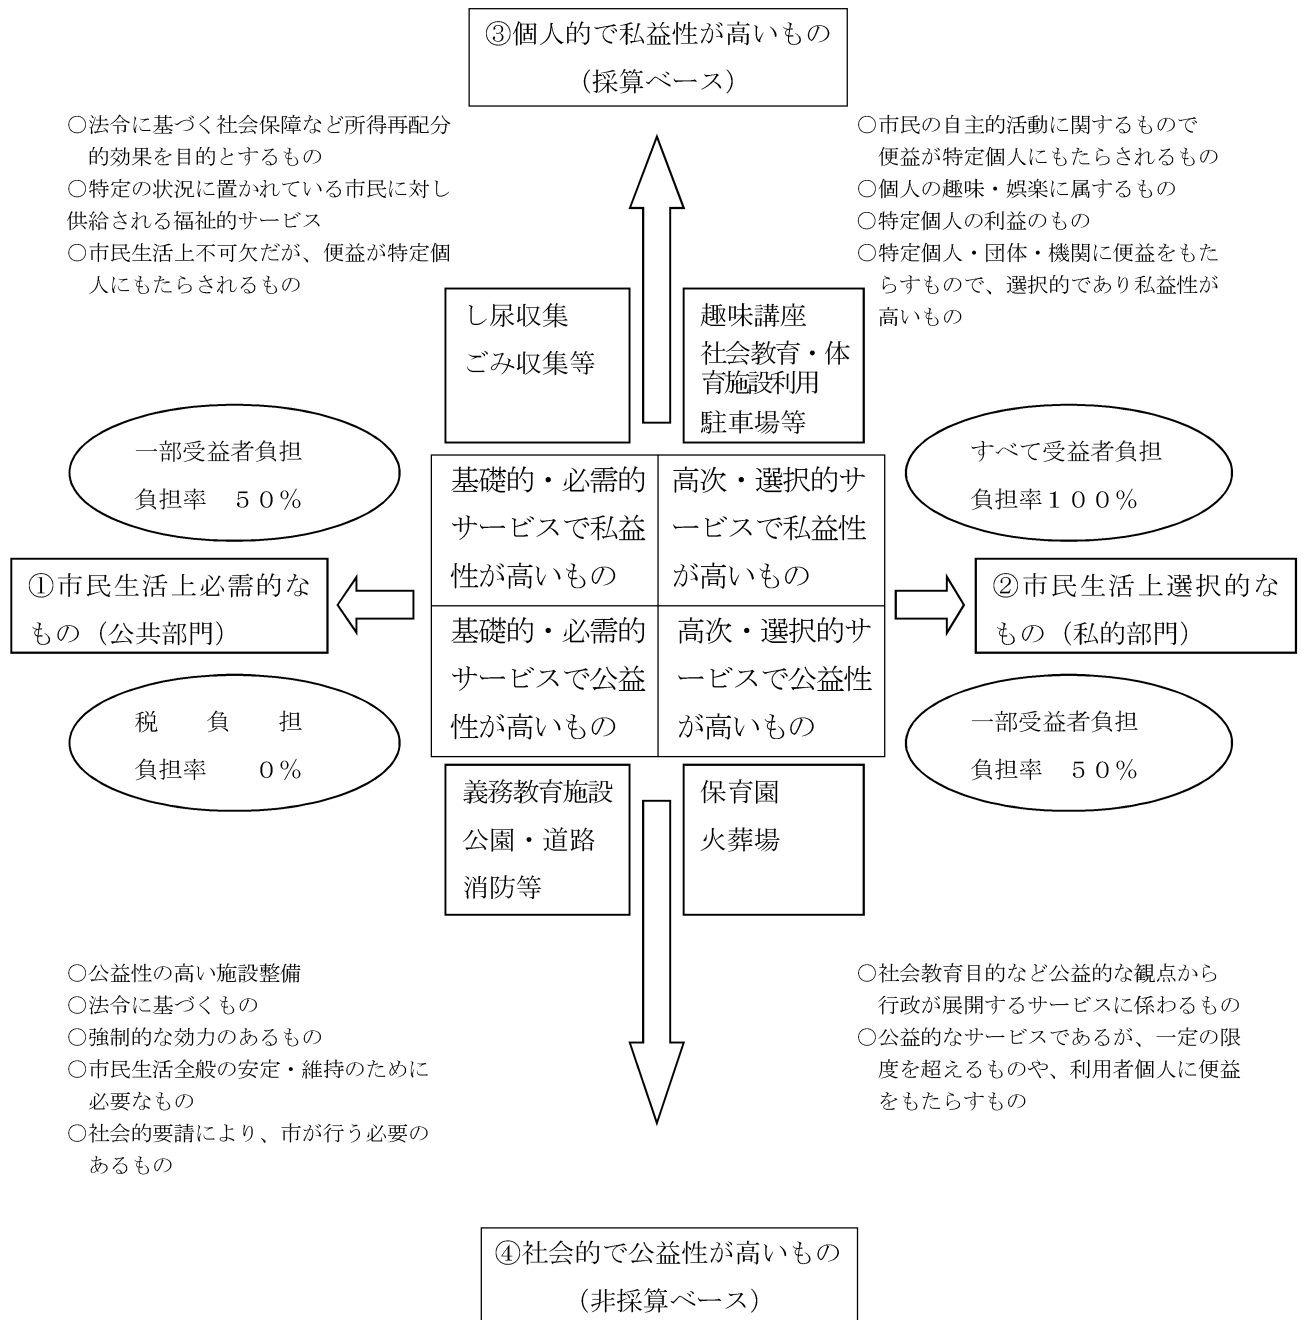 ③個人的で私益性が高いもの
（採算ベース）
○法令に基づく社会保障など所得再配分
的効果を目的とするもの
○特定の状況に置かれている市民に対し
供給される福祉的サービス
○市民生活上不可欠だが、便益が特定個
人にもたらされるもの
○市民の自主的活動に関するもので
便益が特定個人にもたらされるもの
○個人の趣味・娯楽に属するもの
○特定個人の利益のもの
○特定個人・団体・機関に便益をもた
らすもので、選択的であり私益性が
高いもの
し尿収集
ごみ収集等
趣味講座
社会教育・体
育施設利用
駐車場等
一部受益者負担
負担率　５０％
すべて受益者負担
負担率１００％
基礎的・必需的
サービスで私益
性が高いもの
高次・選択的サ
ービスで私益性
が高いもの
①市民生活上必需的な
もの（公共部門）
②市民生活上選択的な
もの（私的部門）
基礎的・必需的
サービスで公益
性が高いもの
高次・選択的サ
ービスで公益性
が高いもの
税　　負　　担
負担率　　０％
一部受益者負担
負担率　５０％
義務教育施設
公園・道路
消防等
保育園
火葬場
○公益性の高い施設整備
○法令に基づくもの
○強制的な効力のあるもの
○市民生活全般の安定・維持のために
必要なもの
○社会的要請により、市が行う必要の
あるもの
○社会教育目的など公益的な観点から
行政が展開するサービスに係わるもの
○公益的なサービスであるが、一定の限
度を超えるものや、利用者個人に便益
をもたらすもの
④社会的で公益性が高いもの
（非採算ベース）